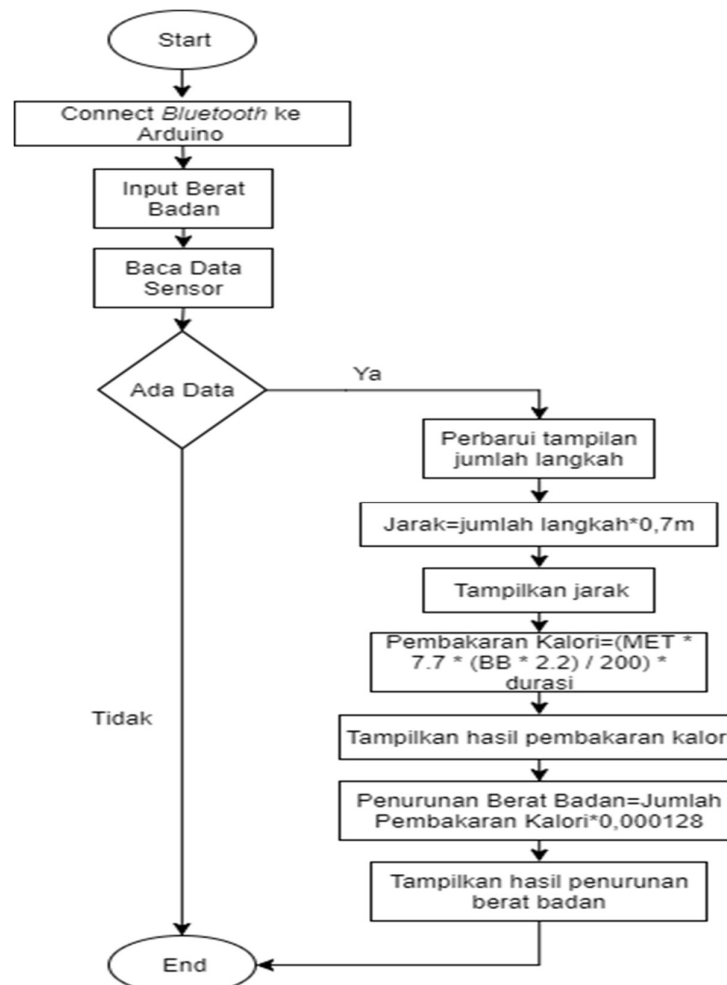 Start
Connect Bluetooth ke
Arduino
Input Berat
Badan
Baca Data
Sensor
Ada Data
Ya
Perbarui tampilan
jumlah langkah
Jarak=jumlah langkah*0,7m
Tampilkan jarak
Pembakaran Kalori=(MET *
7.7 * (BB * 2.2) / 200) *
durasi
Tidak
Tampilkan hasil pembakaran kalor
Penurunan Berat Badan=Jumlah
Pembakaran Kalori*0,000128
Tampilkan hasil penurunan
berat badan
End